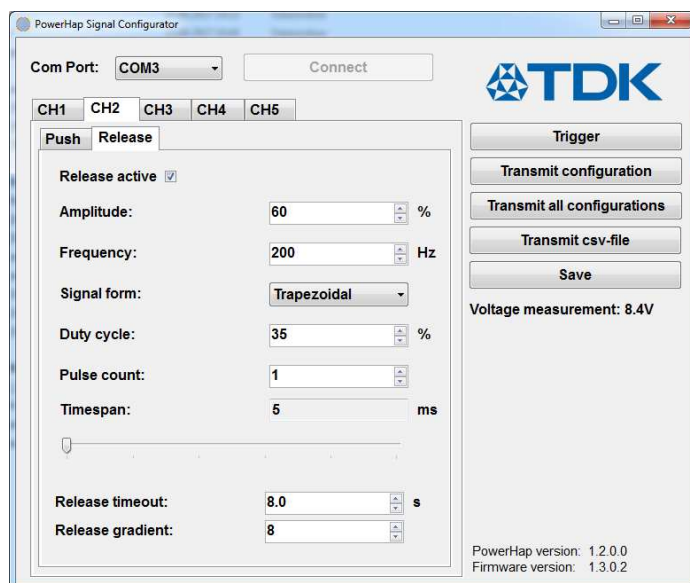 PowerHap Signal Configurator
Com Port: COM3 Connect
TDK
CH1 CH2 CH3 CH4 CH5
Push Release
Release active
Amplitude: 60 %
Frequency: 200 Hz
Signal form: Trapezoidal
Duty cycle: 35 %
Pulse count: 1
Timespan: 5 ms
Release timeout: 8.0 s
Release gradient: 8
Trigger
Transmit configuration
Transmit all configurations
Transmit csv-file
Save
Voltage measurement: 8.4V
PowerHap version: 1.2.0.0
Firmware version: 1.3.0.2